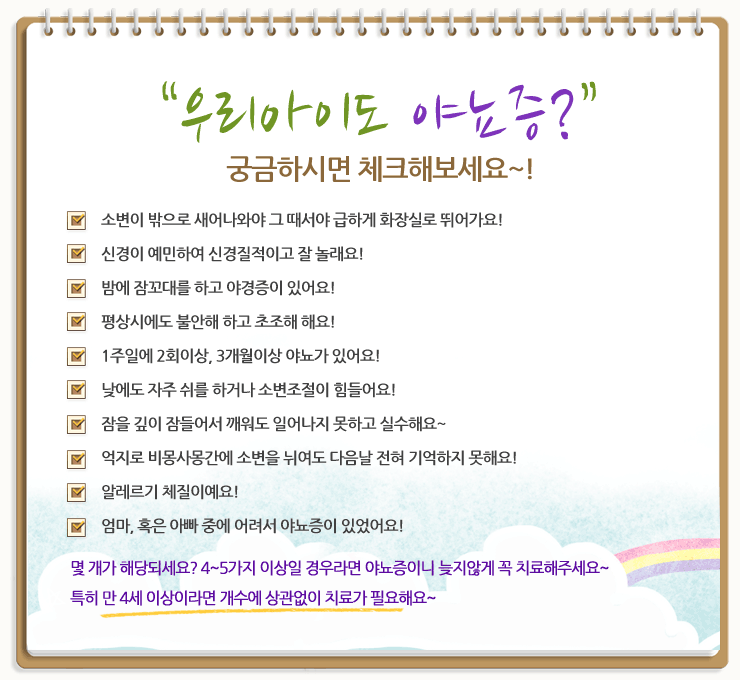 “우리아이도 야뇨증?”
궁금하시면 체크해보세요~!
소변이 밖으로 새어나와야 그 때서야 급하게 화장실로 뛰어가요!
신경이 예민하여 신경질적이고 잘 놀래요!
밤에 잠꼬대를 하고 야경증이 있어요!
평상시에도 불안해 하고 초조해 해요!
1주일에 2회이상, 3개월이상 야뇨가 있어요!
낮에도 자주 쉬를 하거나 소변조절이 힘들어요!
잠을 깊이 잠들어서 깨워도 일어나지 못하고 실수해요~
억지로 비몽사몽간에 소변을 뉘여도 다음날 전혀 기억하지 못해요!
알레르기 체질이예요!
엄마, 혹은 아빠 중에 어려서 야뇨증이 있었어요!
몇 개가 해당되세요? 4~5가지 이상일 경우라면 야뇨증이니 늦지않게 꼭 치료해주세요~
특히 만 4세 이상이라면 개수에 상관없이 치료가 필요해요~